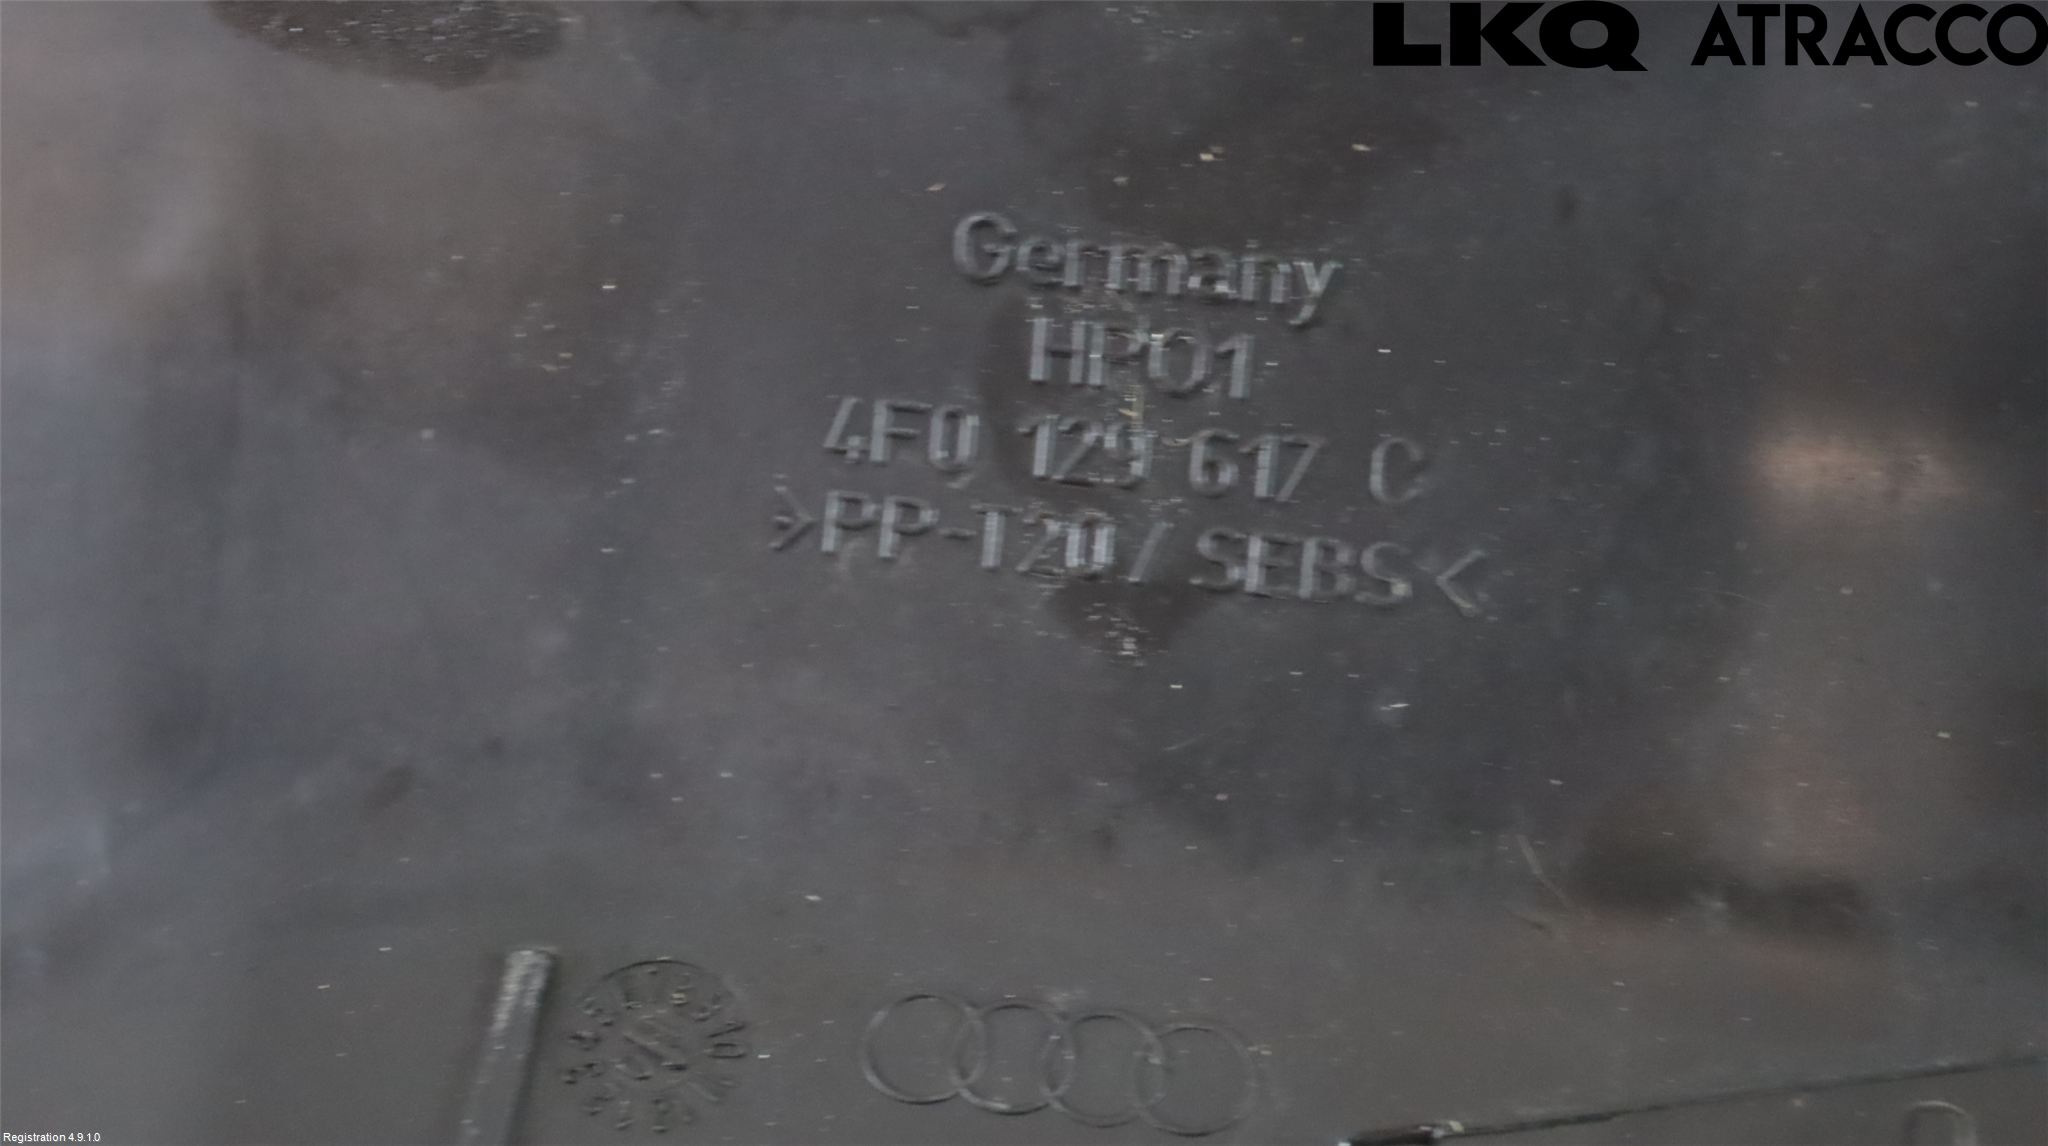 LKQ ATRACCO
Germany
HP01
4F0 129 617 C
>PP-T20/SEBS<
Registration 4.9.1.0